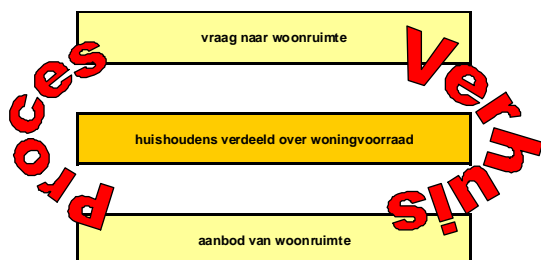 vraag naar woonruimte
Verhuis
huishoudens verdeeld over woningvoorraad
proces
aanbod van woonruimte